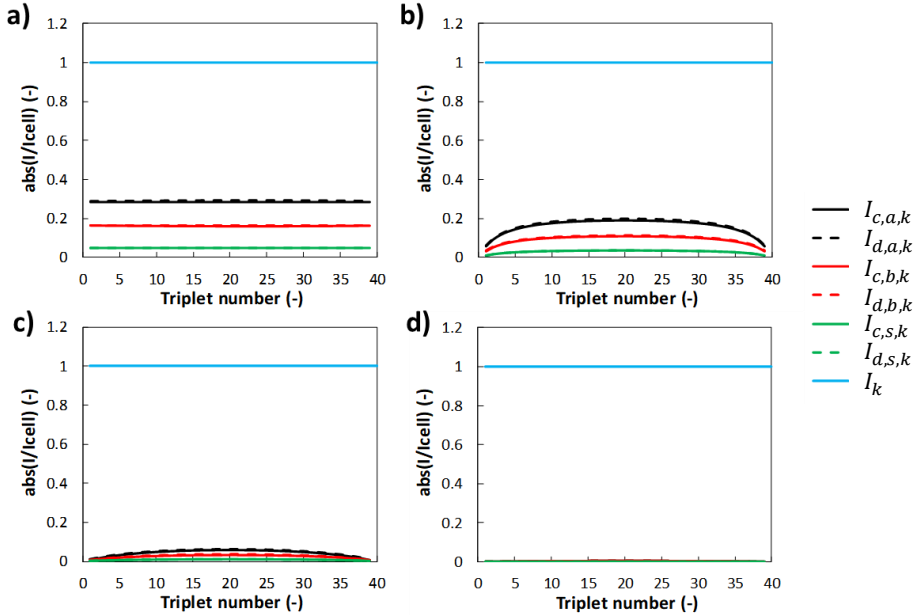 a)
abs(I/Icell) (-)
1.2
1
0.8
0.6
0.4
0.2
0
0 5 10 15 20 25 30 35 40
Triplet number (-)
b)
abs(I/Icell) (-)
1.2
1
0.8
0.6
0.4
0.2
0
0 5 10 15 20 25 30 35 40
Triplet number (-)
c)
abs(I/Icell) (-)
1.2
1
0.8
0.6
0.4
0.2
0
0 5 10 15 20 25 30 35 40
Triplet number (-)
d)
abs(I/Icell) (-)
1.2
1
0.8
0.6
0.4
0.2
0
0 5 10 15 20 25 30 35 40
Triplet number (-)
I_{c,a,k}
I_{d,a,k}
I_{c,b,k}
I_{d,b,k}
I_{c,s,k}
I_{d,s,k}
I_k